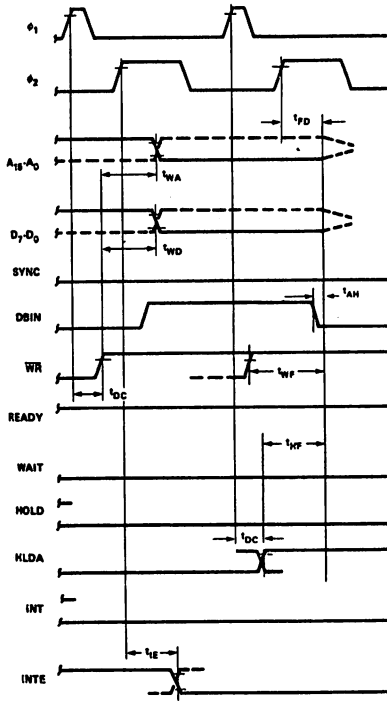 ϕ1
ϕ2
tFD
A15-A0
tWA
D7-D0
tWD
SYNC
tAH
DBIN
WR
tDC
tWF
READY
tHF
WAIT
HOLD
tDC
HLDA
INT
tIE
INTE